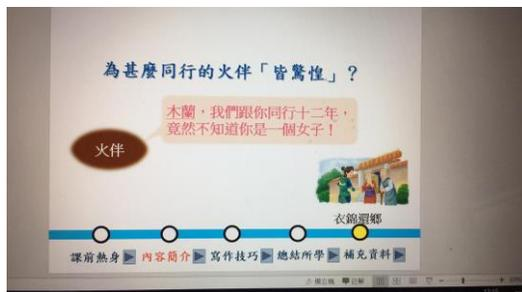 為甚麼同行的火伴「皆驚惶」？
木蘭，我們跟你同行十二年，
竟然不知道你是一個女子！
火伴
衣錦還鄉
課前熱身 內容簡介 寫作技巧 總結所學 補充資料